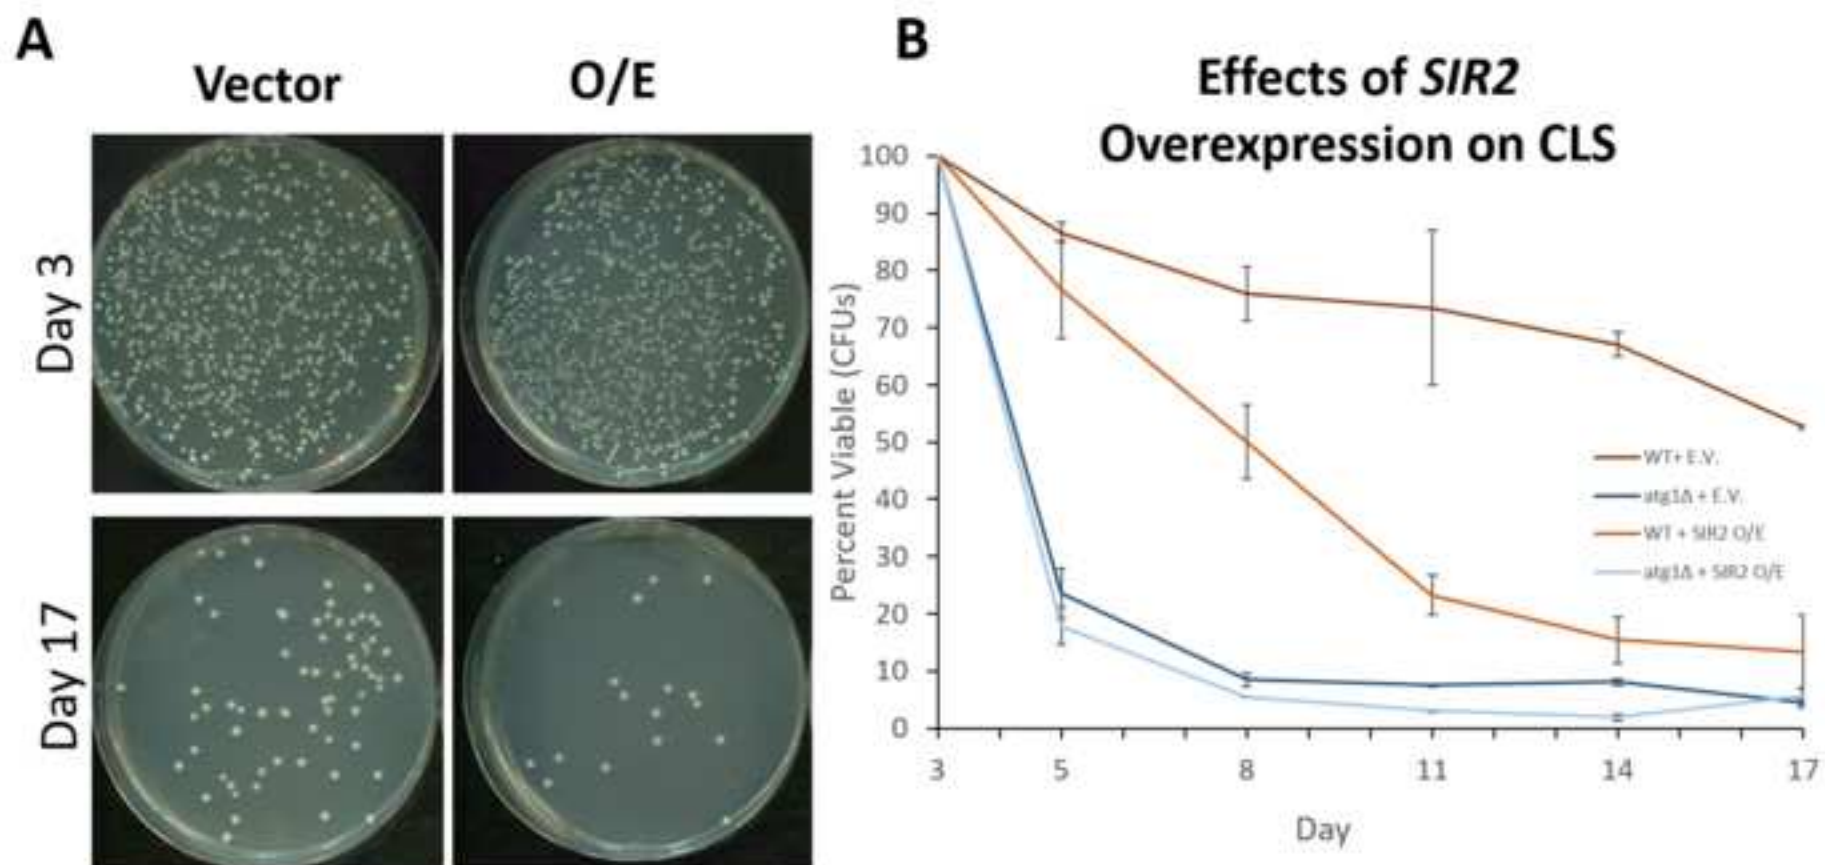 A
Vector
O/E
Day 3
Day 17
B
Effects of SIR2
Overexpression on CLS
Percent Viable (CFUs)
100
90
80
70
60
50
40
30
20
10
0
3 5 8 11 14 17
Day
WT+ E.V.
atg1Δ + E.V.
WT + SIR2 O/E
atg1Δ + SIR2 O/E